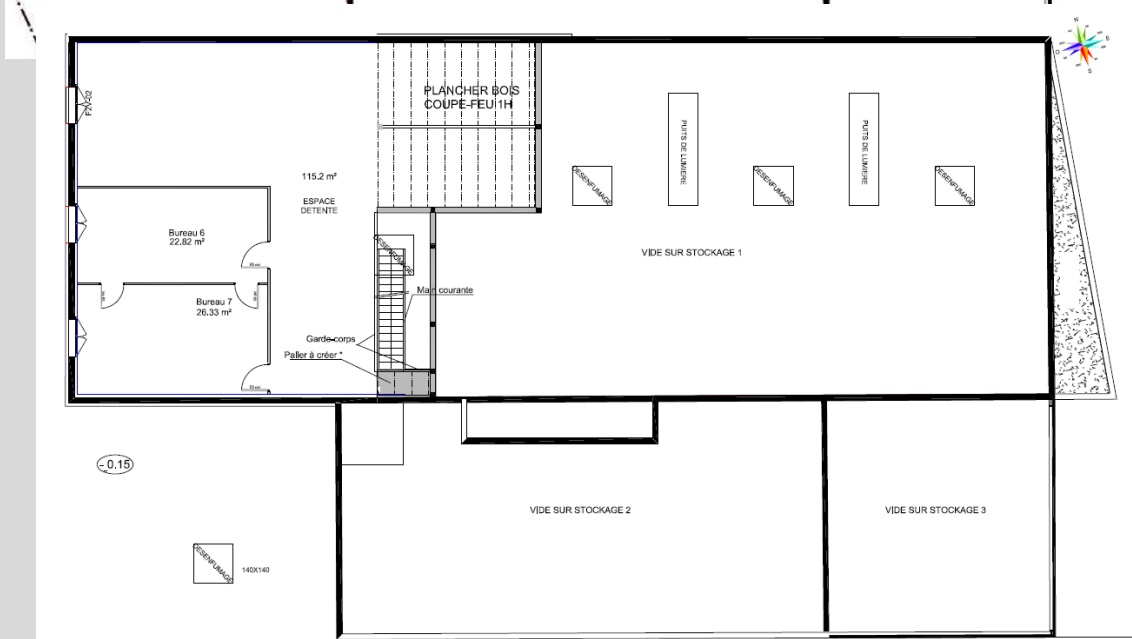 PLANCHER BOIS
COUPE-FEU 1H
F2V-02
115.2 m²
ESPACE
DETENTE
PUITS DE LUMIERE
PUITS DE LUMIERE
DESENFUMAGE
DESENFUMAGE
DESENFUMAGE
Bureau 6
22.82 m²
DESENFUMAGE
VIDE SUR STOCKAGE 1
Main courante
Bureau 7
26.33 m²
Garde-corps
Palier à créer *
- 0.15
VIDE SUR STOCKAGE 2
VIDE SUR STOCKAGE 3
DESENFUMAGE
140X140
N
E
S
O